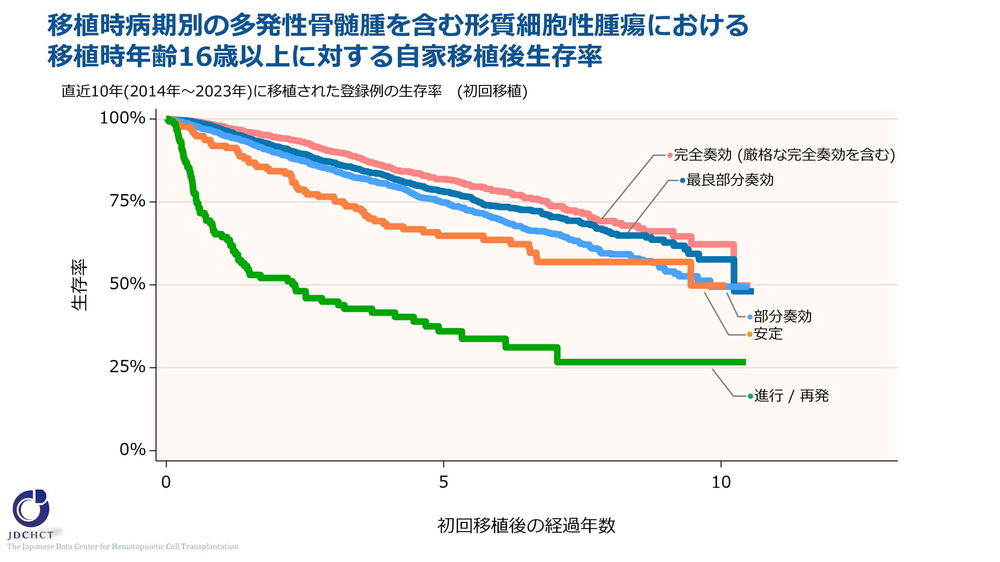 移植時病期別の多発性骨髄腫を含む形質細胞性腫瘍における
移植時年齢16歳以上に対する自家移植後生存率
直近10年(2014年～2023年)に移植された登録例の生存率　(初回移植)
100%
75%
50%
25%
0%
生存率
完全奏効 (厳格な完全奏効を含む)
最良部分奏効
部分奏効
安定
進行 / 再発
0
5
10
初回移植後の経過年数
JDCHCT
The Japanese Data Center for Hematopoietic Cell Transplantation